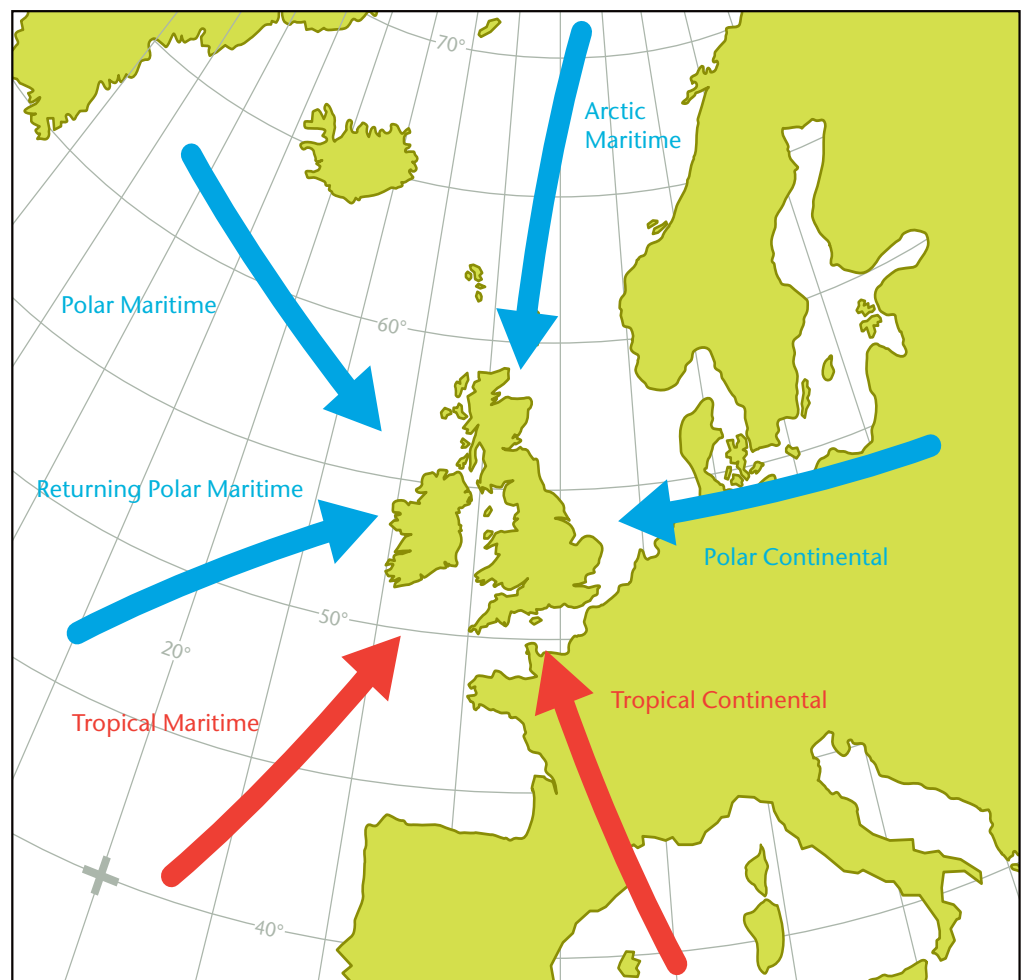 70°
Arctic
Maritime
Polar Maritime
60°
Returning Polar Maritime
Polar Continental
50°
20°
Tropical Continental
Tropical Maritime
40°